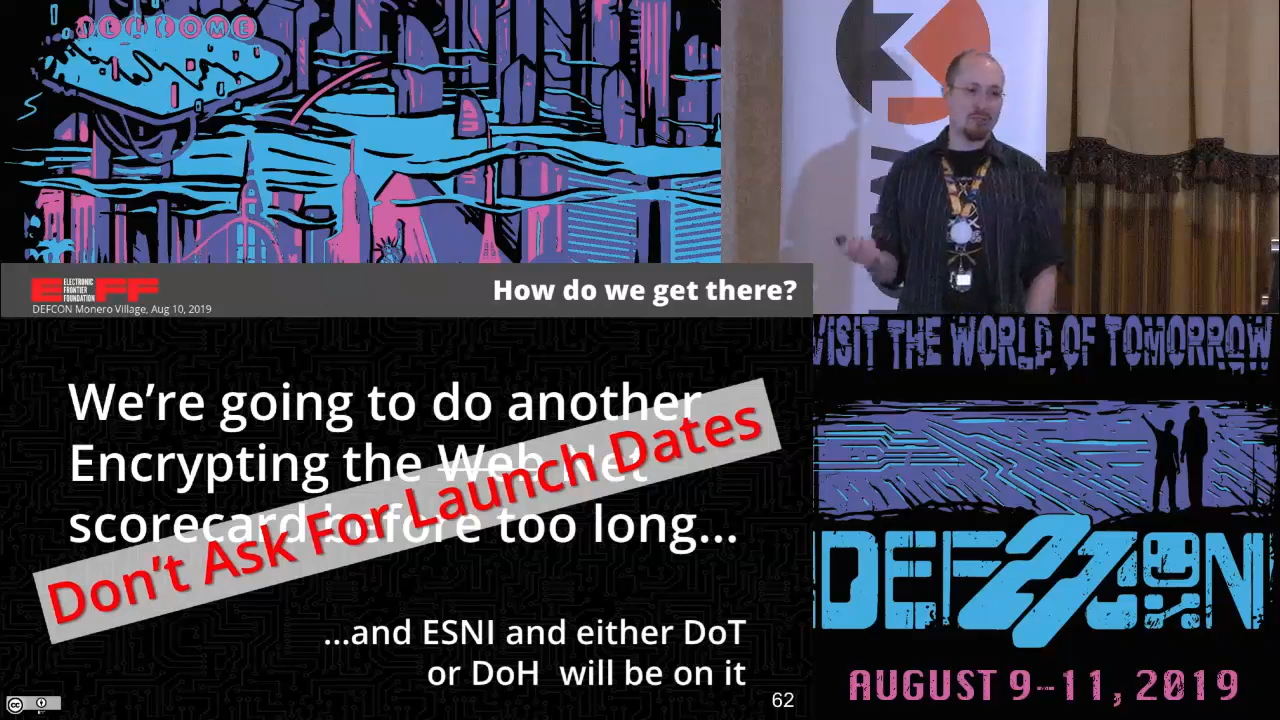 WELCOME
ELECTRONIC
FRONTIER
FOUNDATION
EFF
DEFCON Monero Village, Aug 10, 2019
How do we get there?
We’re going to do another
Encrypting the Web Net
scorecard before too long...
Don’t Ask For Launch Dates
...and ESNI and either DoT
or DoH will be on it
62
VISIT THE WORLD OF TOMORROW
DEF27CON
AUGUST 9-11, 2019